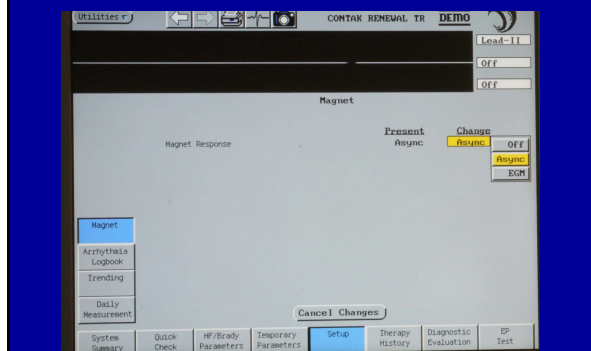 Utilities
CONTAK RENEWAL TR DEMO
Lead-II
Off
Off
Magnet
Present Change
Magnet Response Async Async
Off
Async
EGM
Magnet
Arrhythmia
Logbook
Trending
Daily
Measurement
Cancel Changes
System
Summary
Quick
Check
HF/Brady
Parameters
Temporary
Parameters
Setup
Therapy
History
Diagnostic
Evaluation
EP
Test